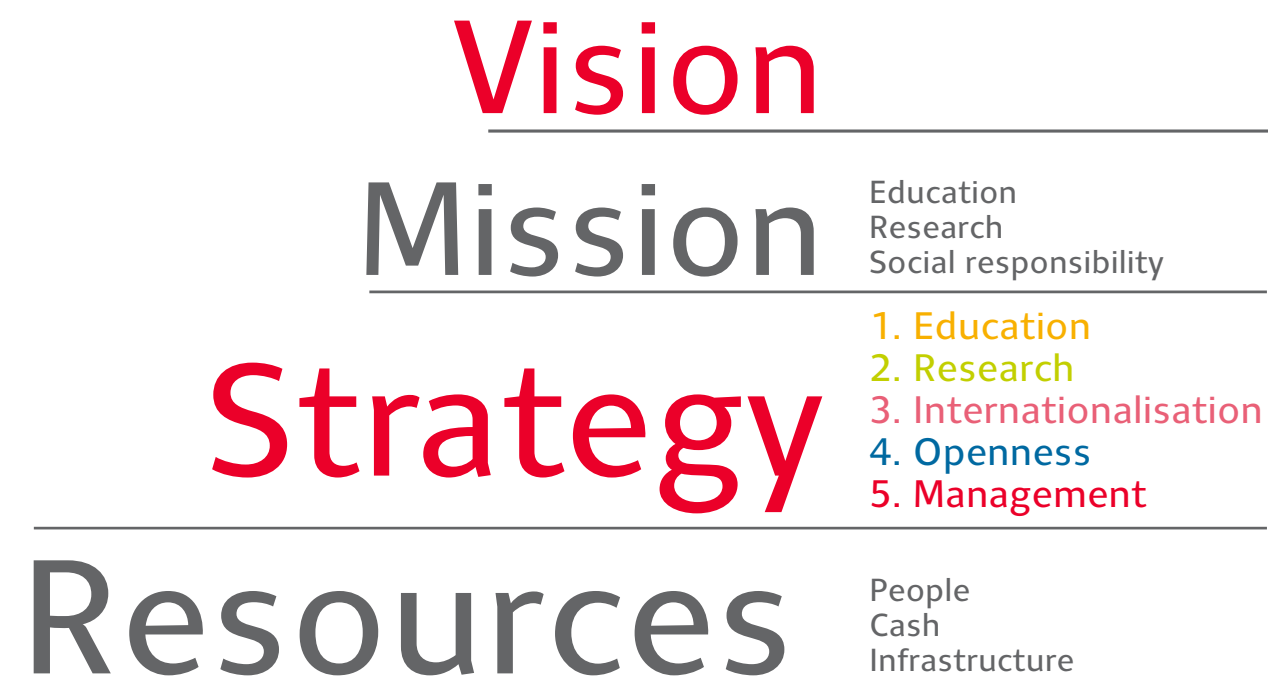 Vision
Mission
Education
Research
Social responsibility
Strategy
1. Education
2. Research
3. Internationalisation
4. Openness
5. Management
Resources
People
Cash
Infrastructure